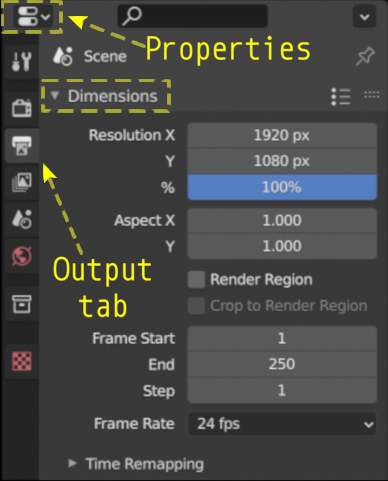 Properties
Scene
Dimensions
Resolution X 1920 px
Y 1080 px
% 100%
Aspect X 1.000
Y 1.000
Render Region
Crop to Render Region
Output
tab
Frame Start 1
End 250
Step 1
Frame Rate 24 fps
Time Remapping